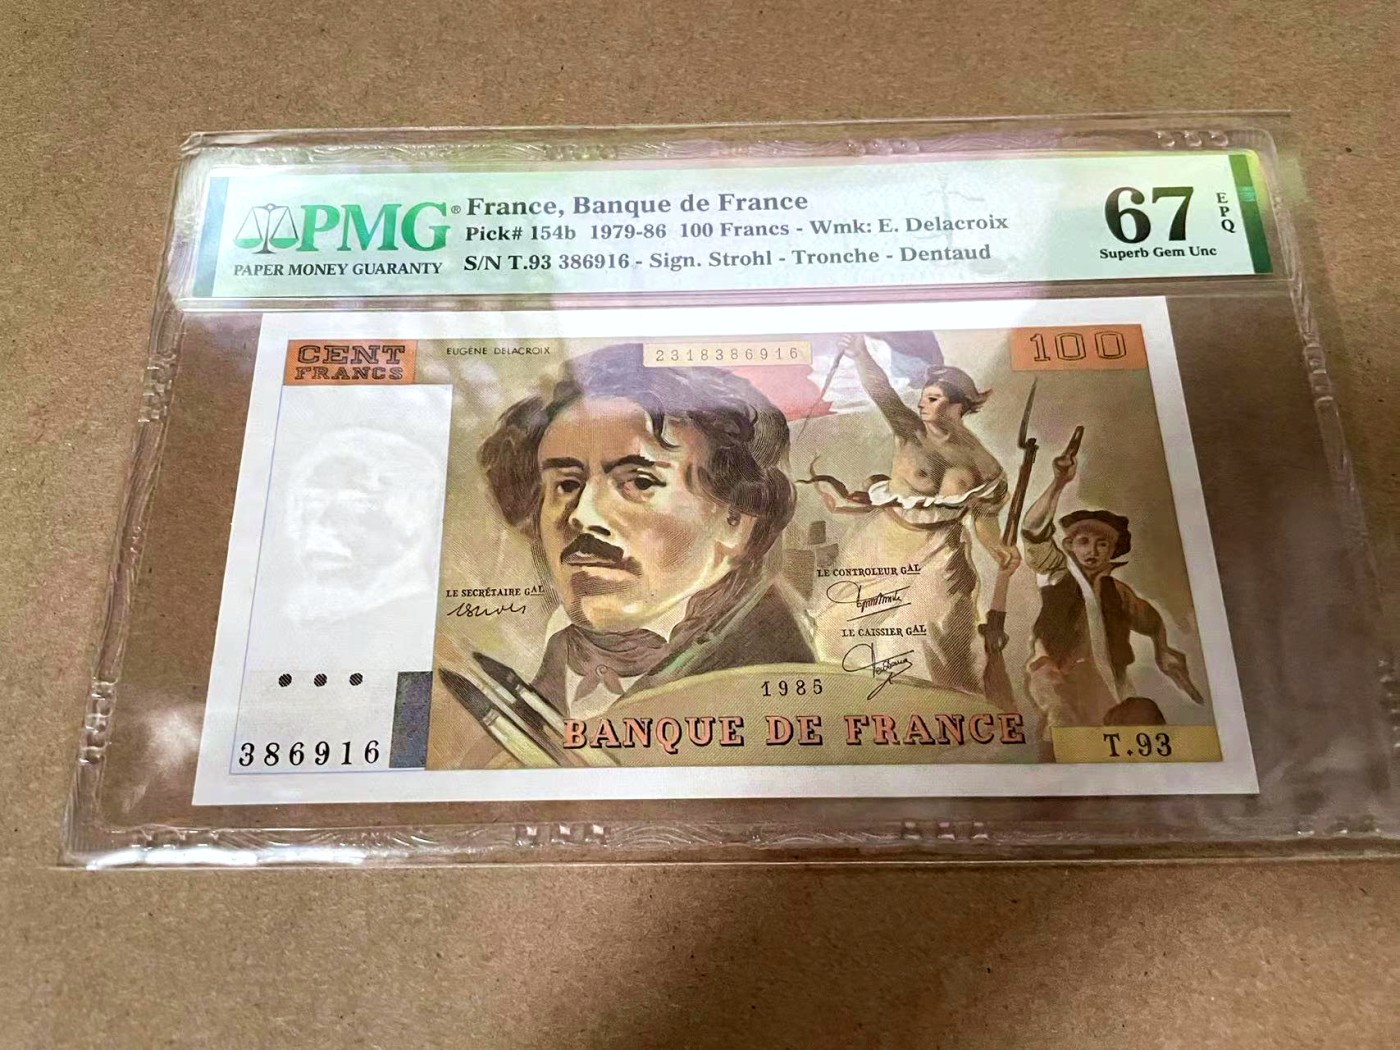 PMG® France, Banque de France
Pick# 154b 1979-86 100 Francs - Wmk: E. Delacroix
PAPER MONEY GUARANTY S/N T.93 386916 - Sign. Strohl - Tronche - Dentaud
67 EPQ
Superb Gem Unc
CENT
FRANCS
EUGÈNE DELACROIX
2318386916
100
LE SECRÉTAIRE GAL
LE CONTROLEUR GAL
LE CAISSIER GAL
1985
BANQUE DE FRANCE
386916
T.93